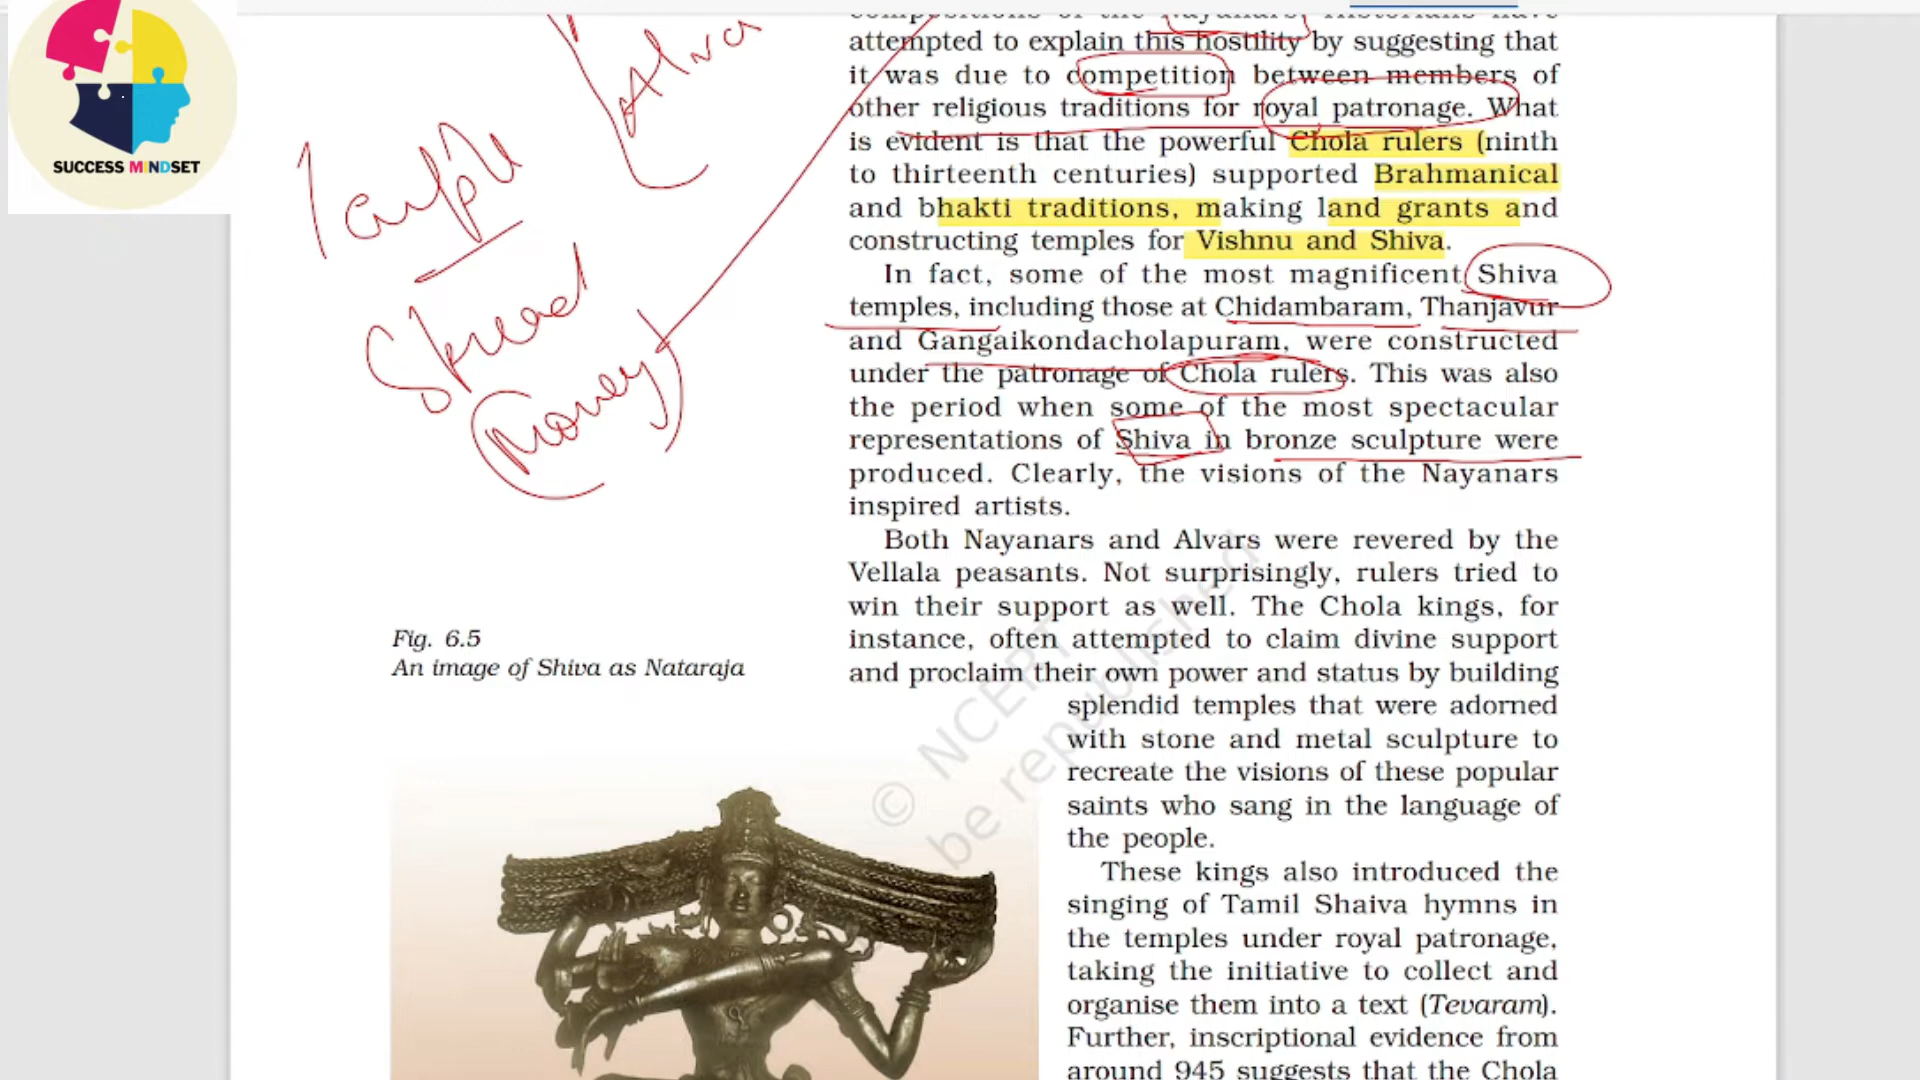 SUCCESS MINDSET
Alva
Temple
Spread
Money
compositions of the Nayanars. Historians have
attempted to explain this hostility by suggesting that
it was due to competition between members of
other religious traditions for royal patronage. What
is evident is that the powerful Chola rulers (ninth
to thirteenth centuries) supported Brahmanical
and bhakti traditions, making land grants and
constructing temples for Vishnu and Shiva.
In fact, some of the most magnificent Shiva
temples, including those at Chidambaram, Thanjavur
and Gangaikondacholapuram, were constructed
under the patronage of Chola rulers. This was also
the period when some of the most spectacular
representations of Shiva in bronze sculpture were
produced. Clearly, the visions of the Nayanars
inspired artists.
Both Nayanars and Alvars were revered by the
Vellala peasants. Not surprisingly, rulers tried to
win their support as well. The Chola kings, for
instance, often attempted to claim divine support
and proclaim their own power and status by building
splendid temples that were adorned
with stone and metal sculpture to
recreate the visions of these popular
saints who sang in the language of
the people.
These kings also introduced the
singing of Tamil Shaiva hymns in
the temples under royal patronage,
taking the initiative to collect and
organise them into a text (Tevaram).
Further, inscriptional evidence from
around 945 suggests that the Chola
Fig. 6.5
An image of Shiva as Nataraja
© NCERT
be republished